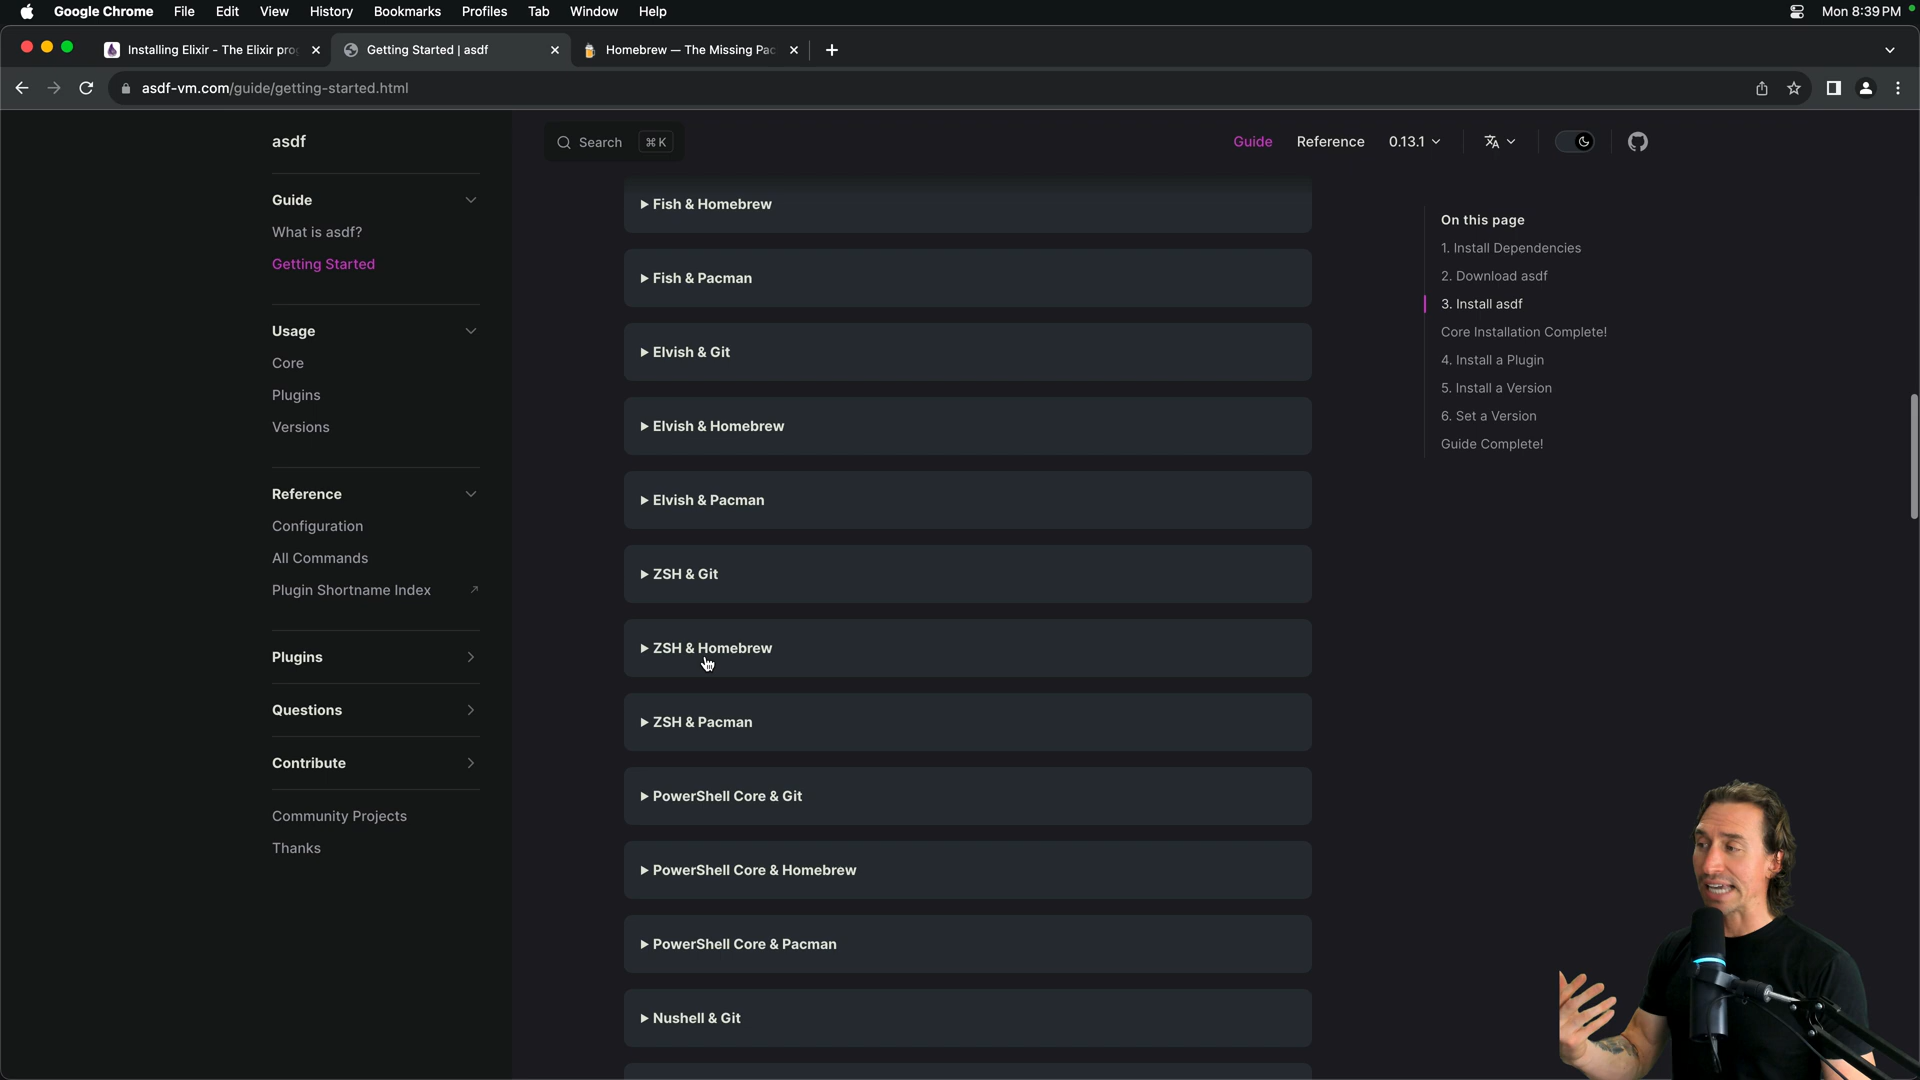 Google Chrome File Edit View History Bookmarks Profiles Tab Window Help Mon 8:39 PM
Installing Elixir - The Elixir pro
Getting Started | asdf
Homebrew — The Missing Pac
asdf-vm.com/guide/getting-started.html
asdf
Search ⌘ K
Guide
Reference
0.13.1
Guide
What is asdf?
Getting Started
Usage
Core
Plugins
Versions
Reference
Configuration
All Commands
Plugin Shortname Index
Plugins
Questions
Contribute
Community Projects
Thanks
Fish & Homebrew
Fish & Pacman
Elvish & Git
Elvish & Homebrew
Elvish & Pacman
ZSH & Git
ZSH & Homebrew
ZSH & Pacman
PowerShell Core & Git
PowerShell Core & Homebrew
PowerShell Core & Pacman
Nushell & Git
On this page
1. Install Dependencies
2. Download asdf
3. Install asdf
Core Installation Complete!
4. Install a Plugin
5. Install a Version
6. Set a Version
Guide Complete!